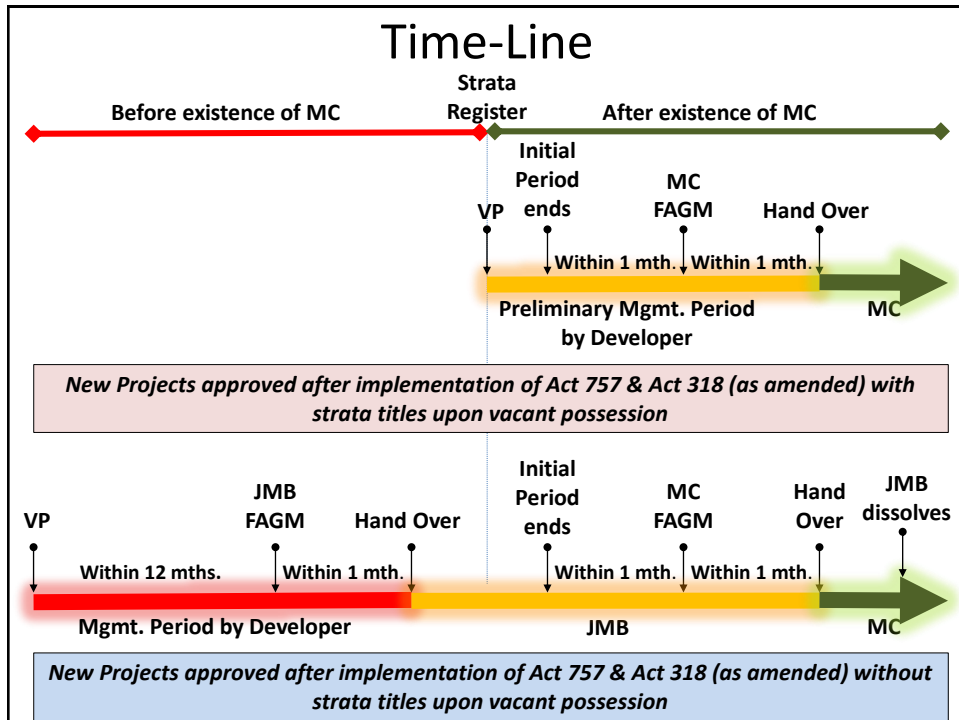 Time-Line
Before existence of MC
Strata
Register
After existence of MC
VP
Initial
Period
ends
MC
FAGM
Hand Over
Within 1 mth.
Within 1 mth.
Preliminary Mgmt. Period
by Developer
MC
New Projects approved after implementation of Act 757 & Act 318 (as amended) with
strata titles upon vacant possession
VP
JMB
FAGM
Hand Over
Initial
Period
ends
MC
FAGM
Hand
Over
JMB
dissolves
Within 12 mths.
Within 1 mth.
Within 1 mth.
Within 1 mth.
Mgmt. Period by Developer
JMB
MC
New Projects approved after implementation of Act 757 & Act 318 (as amended) without
strata titles upon vacant possession